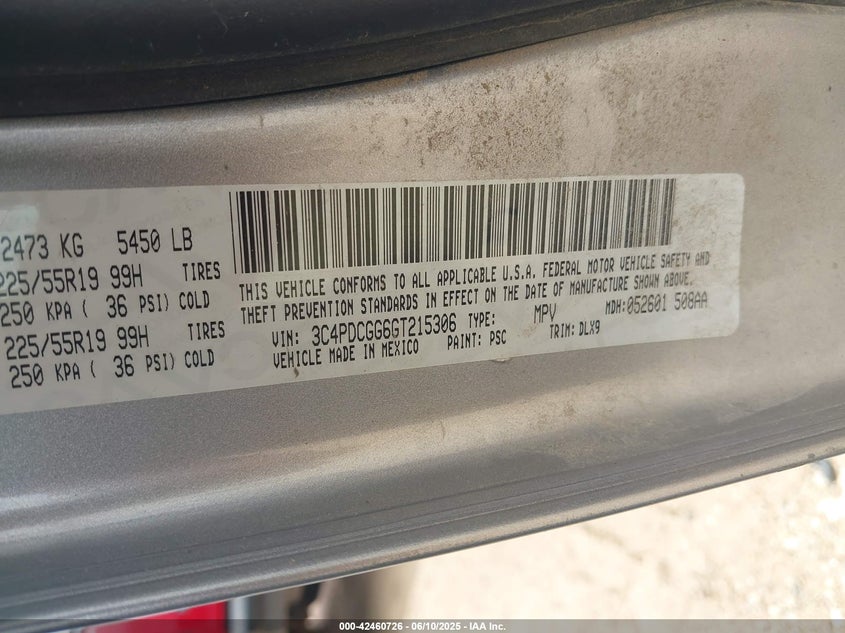 2473 KG 5450 LB
225/55R19 99H TIRES
250 KPA ( 36 PSI) COLD
225/55R19 99H TIRES
250 KPA ( 36 PSI) COLD
THIS VEHICLE CONFORMS TO ALL APPLICABLE U.S.A. FEDERAL MOTOR VEHICLE SAFETY AND
THEFT PREVENTION STANDARDS IN EFFECT ON THE DATE OF MANUFACTURE SHOWN ABOVE.
VIN: 3C4PDCGG6GT215306 TYPE: MPV MDH:052601 508AA
VEHICLE MADE IN MEXICO PAINT: PSC TRIM: DLX9
000-42460726 - 06/10/2025 - IAA Inc.